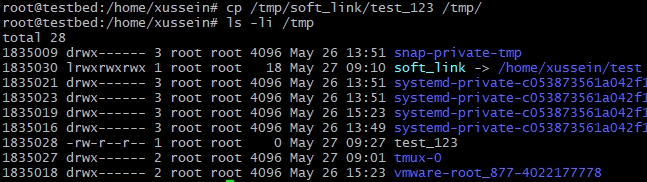 root@testbed:/home/xussein# cp /tmp/soft_link/test_123 /tmp/
root@testbed:/home/xussein# ls -li /tmp
total 28
1835009 drwx------ 3 root root 4096 May 26 13:51 snap-private-tmp
1835030 lrwxrwxrwx 1 root root   18 May 27 09:10 soft_link -> /home/xussein/test
1835021 drwx------ 3 root root 4096 May 26 13:51 systemd-private-c053873561a042f1
1835023 drwx------ 3 root root 4096 May 26 13:51 systemd-private-c053873561a042f1
1835019 drwx------ 3 root root 4096 May 26 15:23 systemd-private-c053873561a042f1
1835016 drwx------ 3 root root 4096 May 26 13:49 systemd-private-c053873561a042f1
1835028 -rw-r--r-- 1 root root    0 May 27 09:27 test_123
1835027 drwx------ 2 root root 4096 May 27 09:01 tmux-0
1835018 drwx------ 2 root root 4096 May 26 15:23 vmware-root_877-4022177778